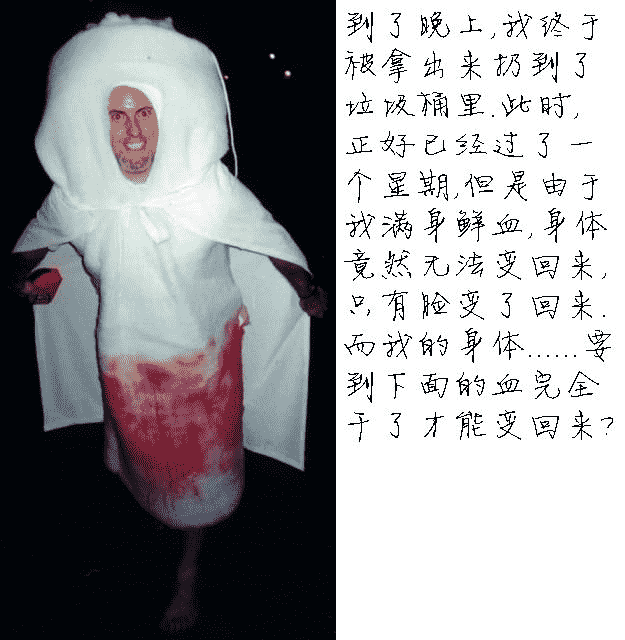 到了晚上,我终于
被拿出来扔到了
垃圾桶里.此时,
正好已经过了一
个星期,但是由于
我满身鲜血,身体
竟然无法变回来,
只有脸变了回来.
而我的身体......要
到下面的血完全
干了才能变回来?